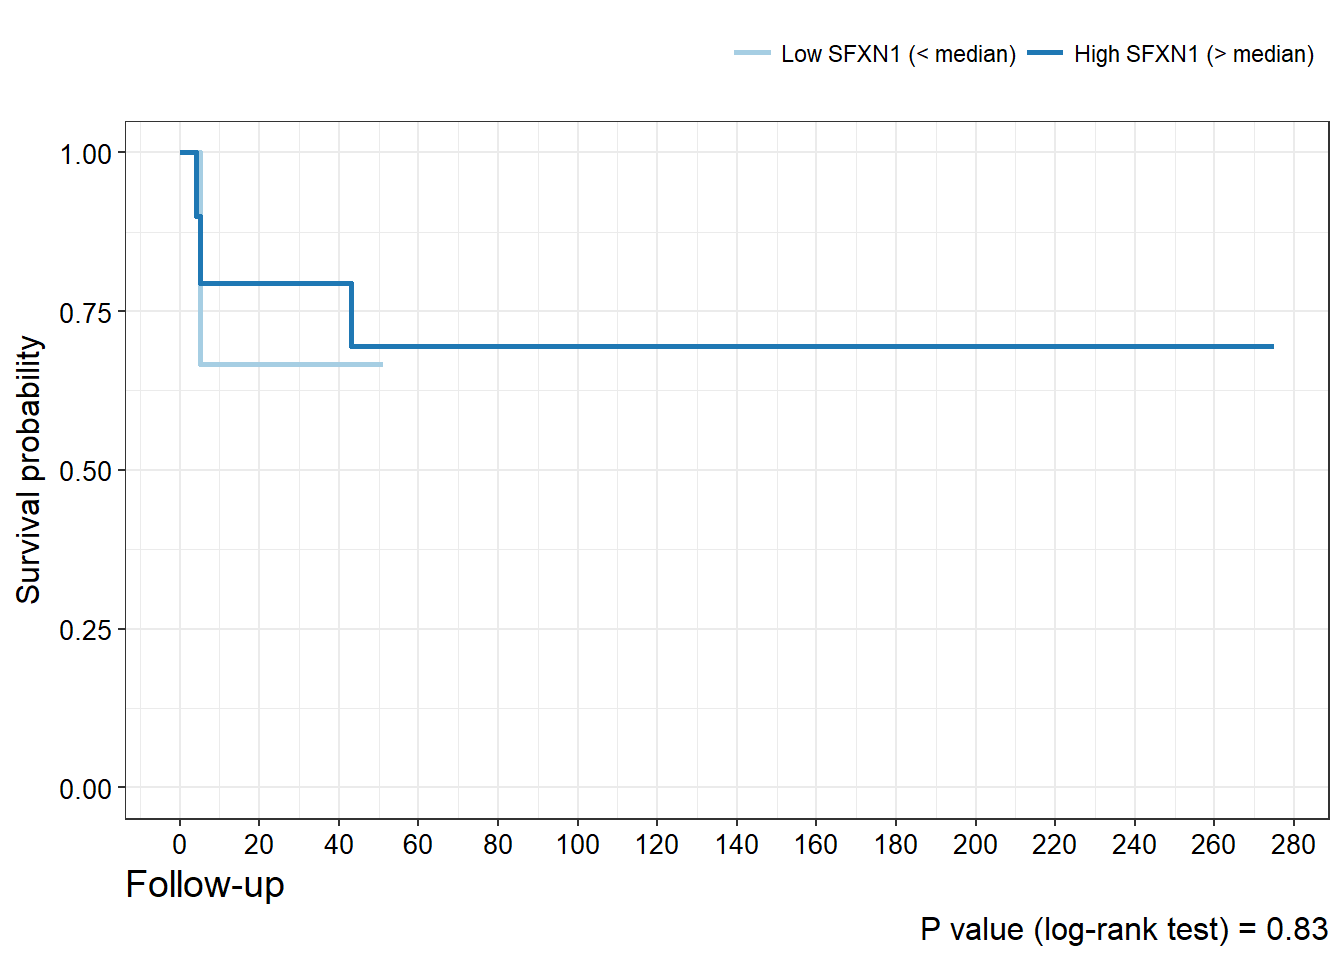 Low SFXN1 (< median) High SFXN1 (> median)
1.00
0.75
0.50
0.25
0.00
Survival probability
0 20 40 60 80 100 120 140 160 180 200 220 240 260 280
Follow-up
P value (log-rank test) = 0.83